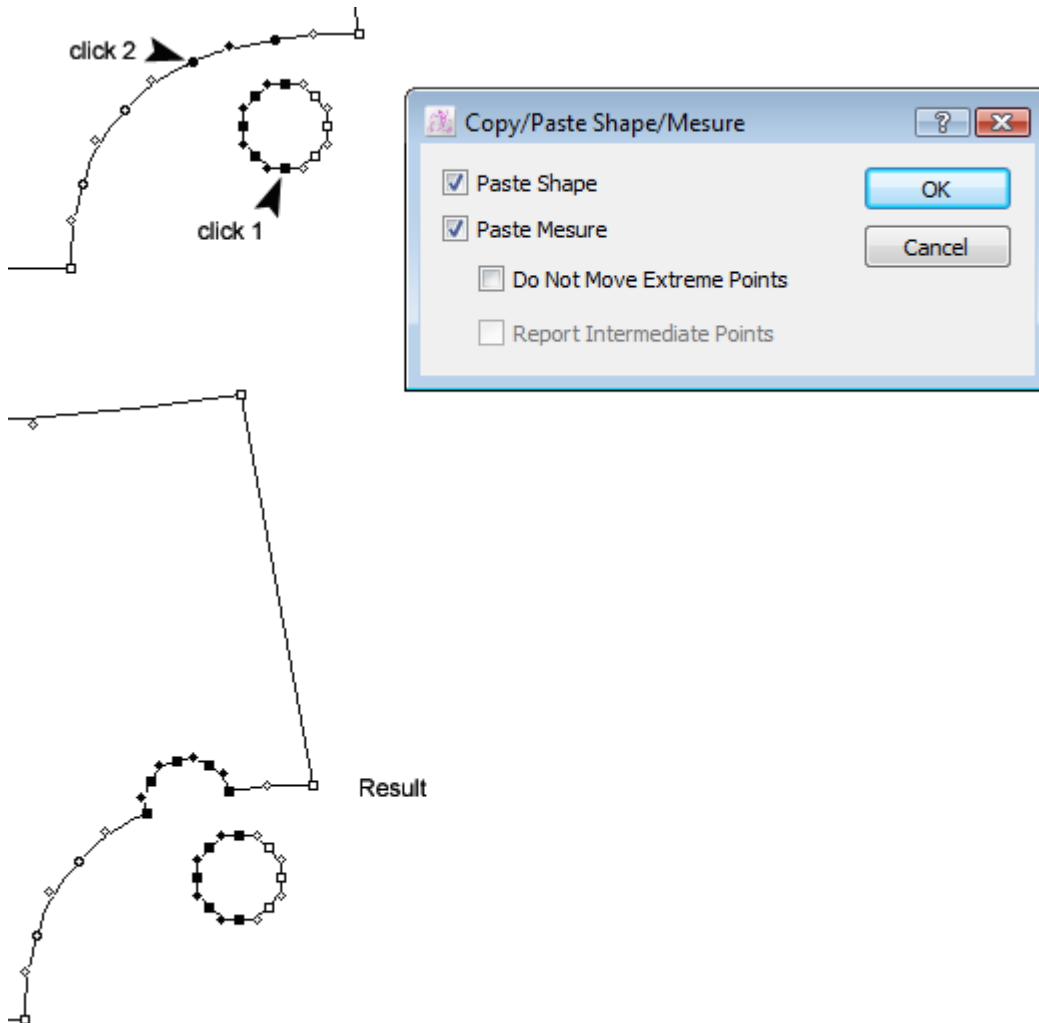 click 2
click 1
Copy/Paste Shape/Mesure
Paste Shape
OK
Paste Mesure
Cancel
Do Not Move Extreme Points
Report Intermediate Points
Result